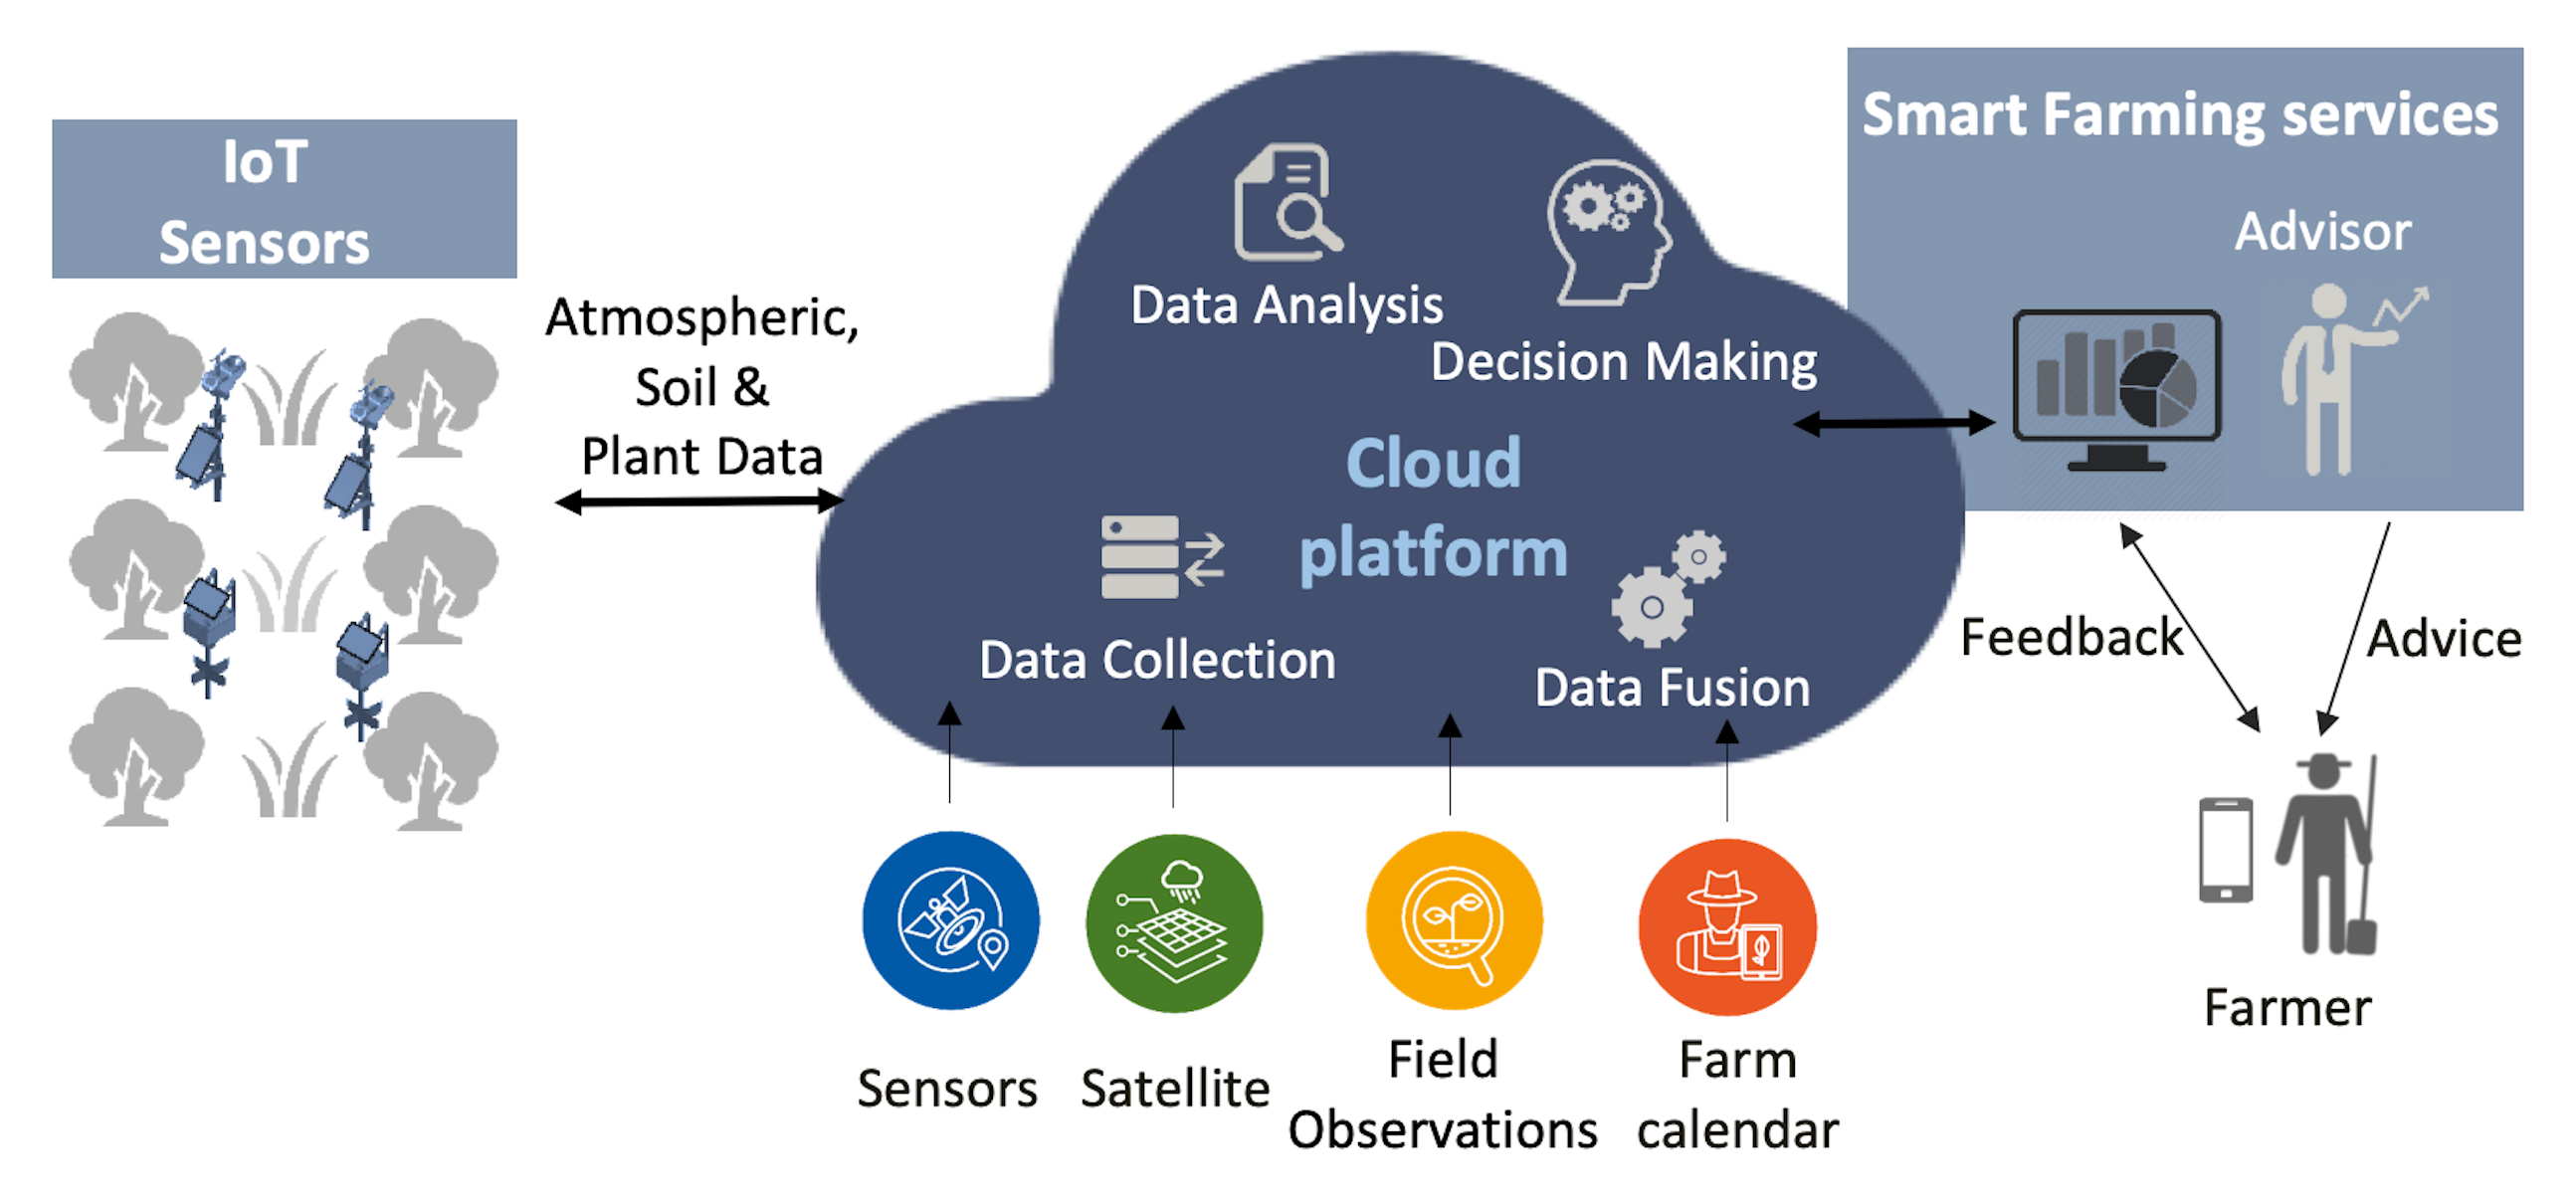 IoT
Sensors
Atmospheric,
Soil &
Plant Data
Data Analysis
Decision Making
Cloud
platform
Data Collection
Data Fusion
Smart Farming services
Advisor
Feedback
Advice
Farmer
Sensors
Satellite
Field
Observations
Farm
calendar